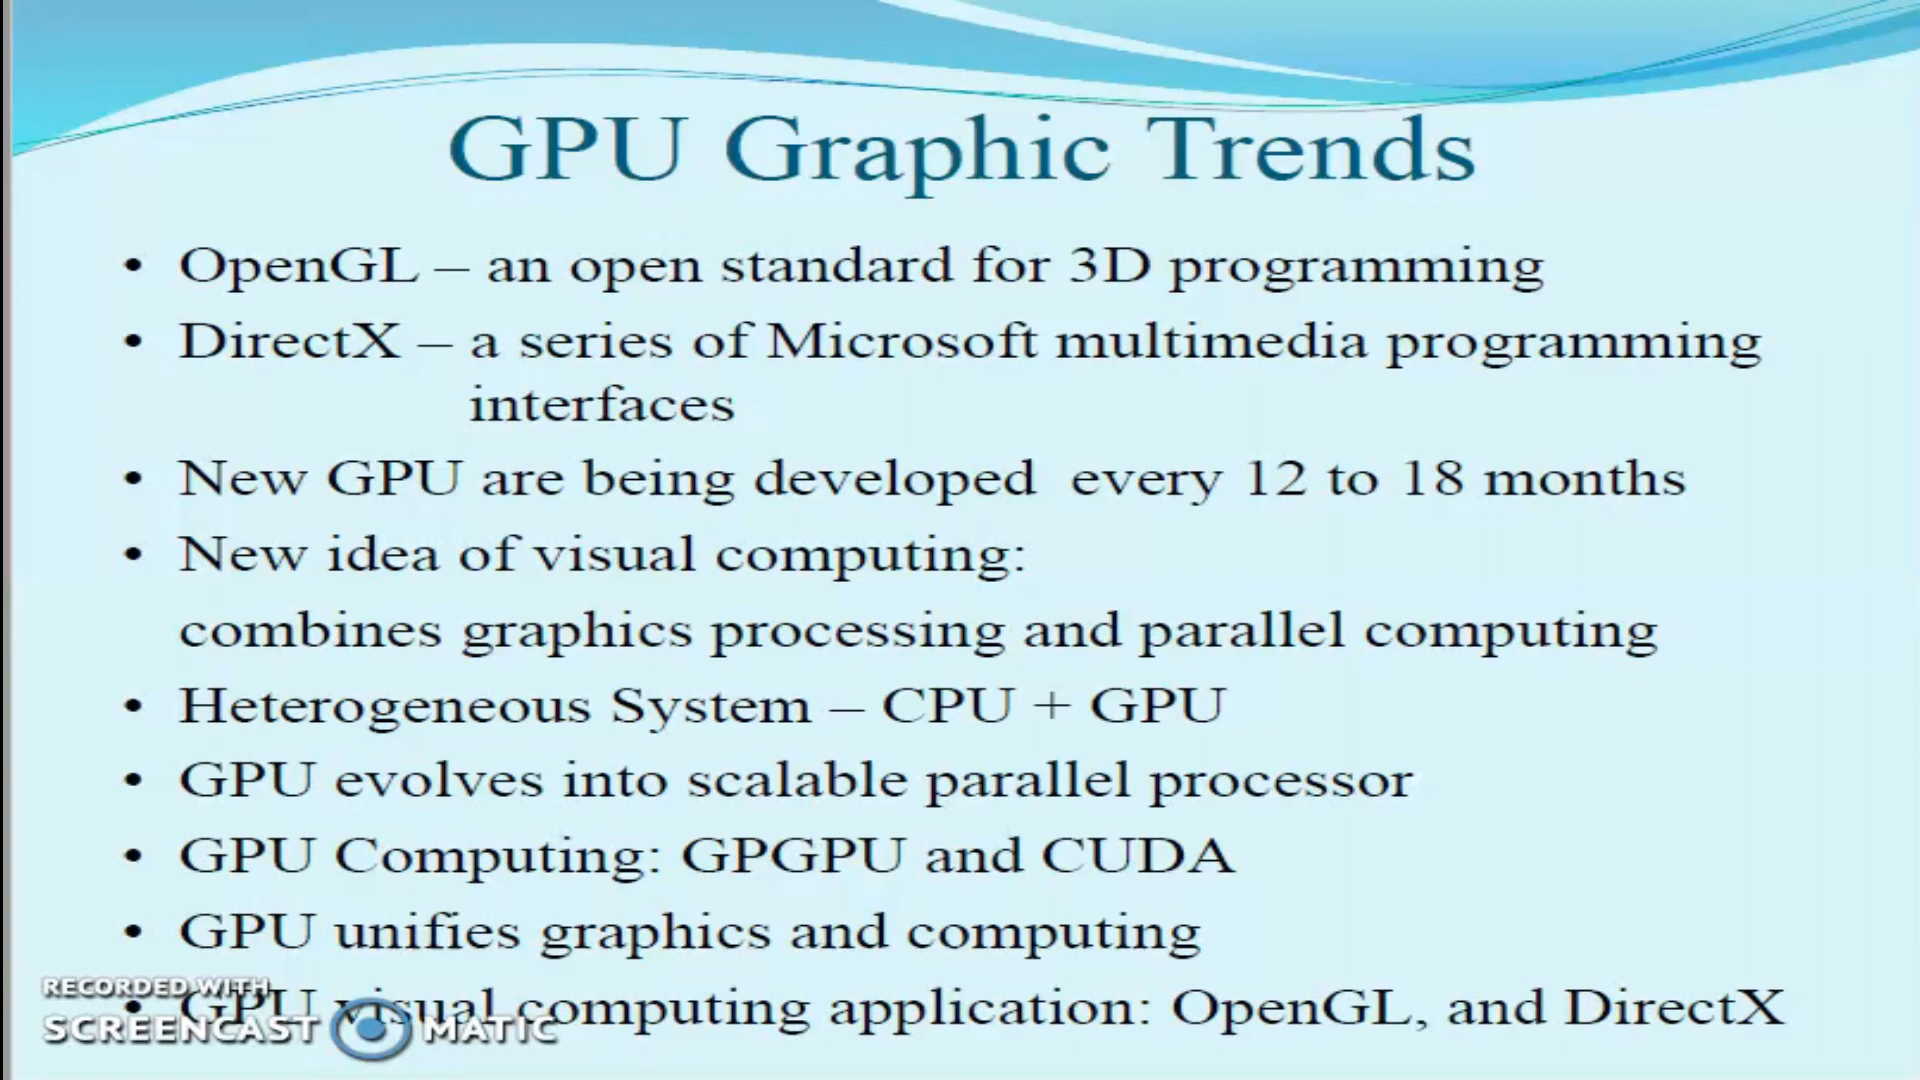 GPU Graphic Trends
• OpenGL – an open standard for 3D programming
• DirectX – a series of Microsoft multimedia programming
interfaces
• New GPU are being developed every 12 to 18 months
• New idea of visual computing:
combines graphics processing and parallel computing
• Heterogeneous System – CPU + GPU
• GPU evolves into scalable parallel processor
• GPU Computing: GPGPU and CUDA
• GPU unifies graphics and computing
• GPU visual computing application: OpenGL, and DirectX
RECORDED WITH
SCREENCAST MATIC